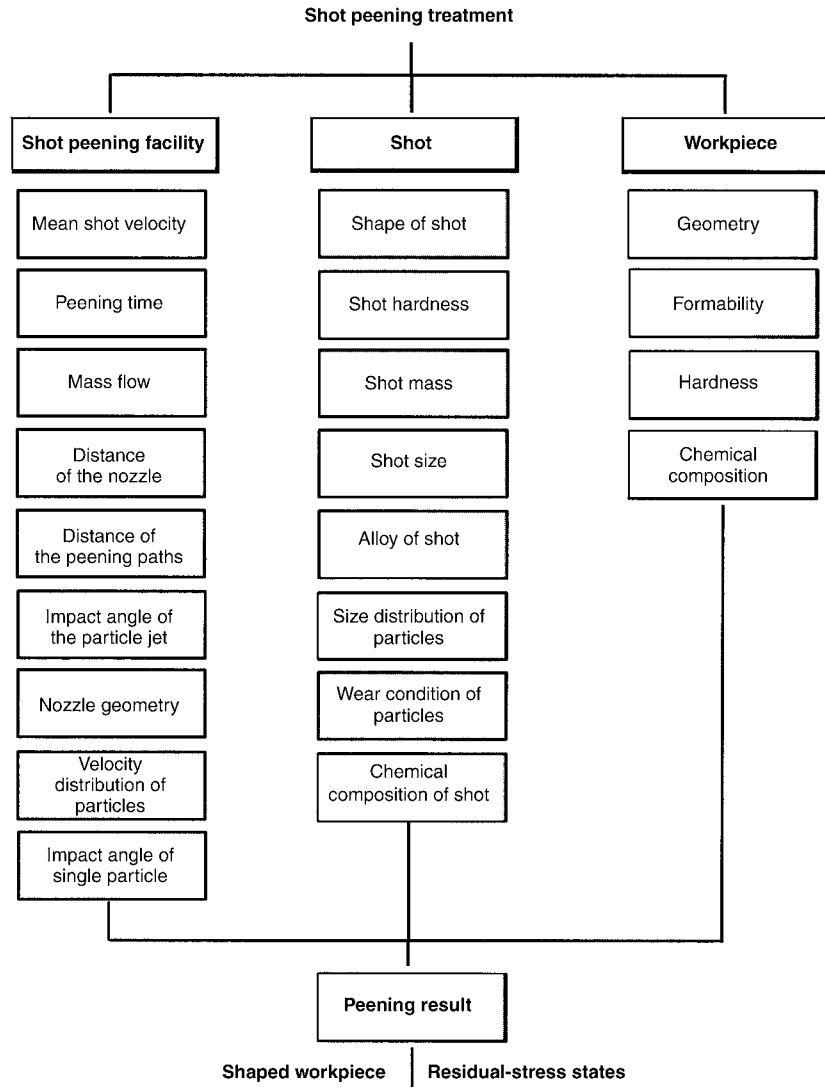 Shot peening treatment
Shot peening facility
Mean shot velocity
Peening time
Mass flow
Distance
of the nozzle
Distance of
the peening paths
Impact angle of
the particle jet
Nozzle geometry
Velocity
distribution of
particles
Impact angle of
single particle
Shot
Shape of shot
Shot hardness
Shot mass
Shot size
Alloy of shot
Size distribution of
particles
Wear condition of
particles
Chemical
composition of shot
Workpiece
Geometry
Formability
Hardness
Chemical
composition
Peening result
Shaped workpiece
Residual-stress states